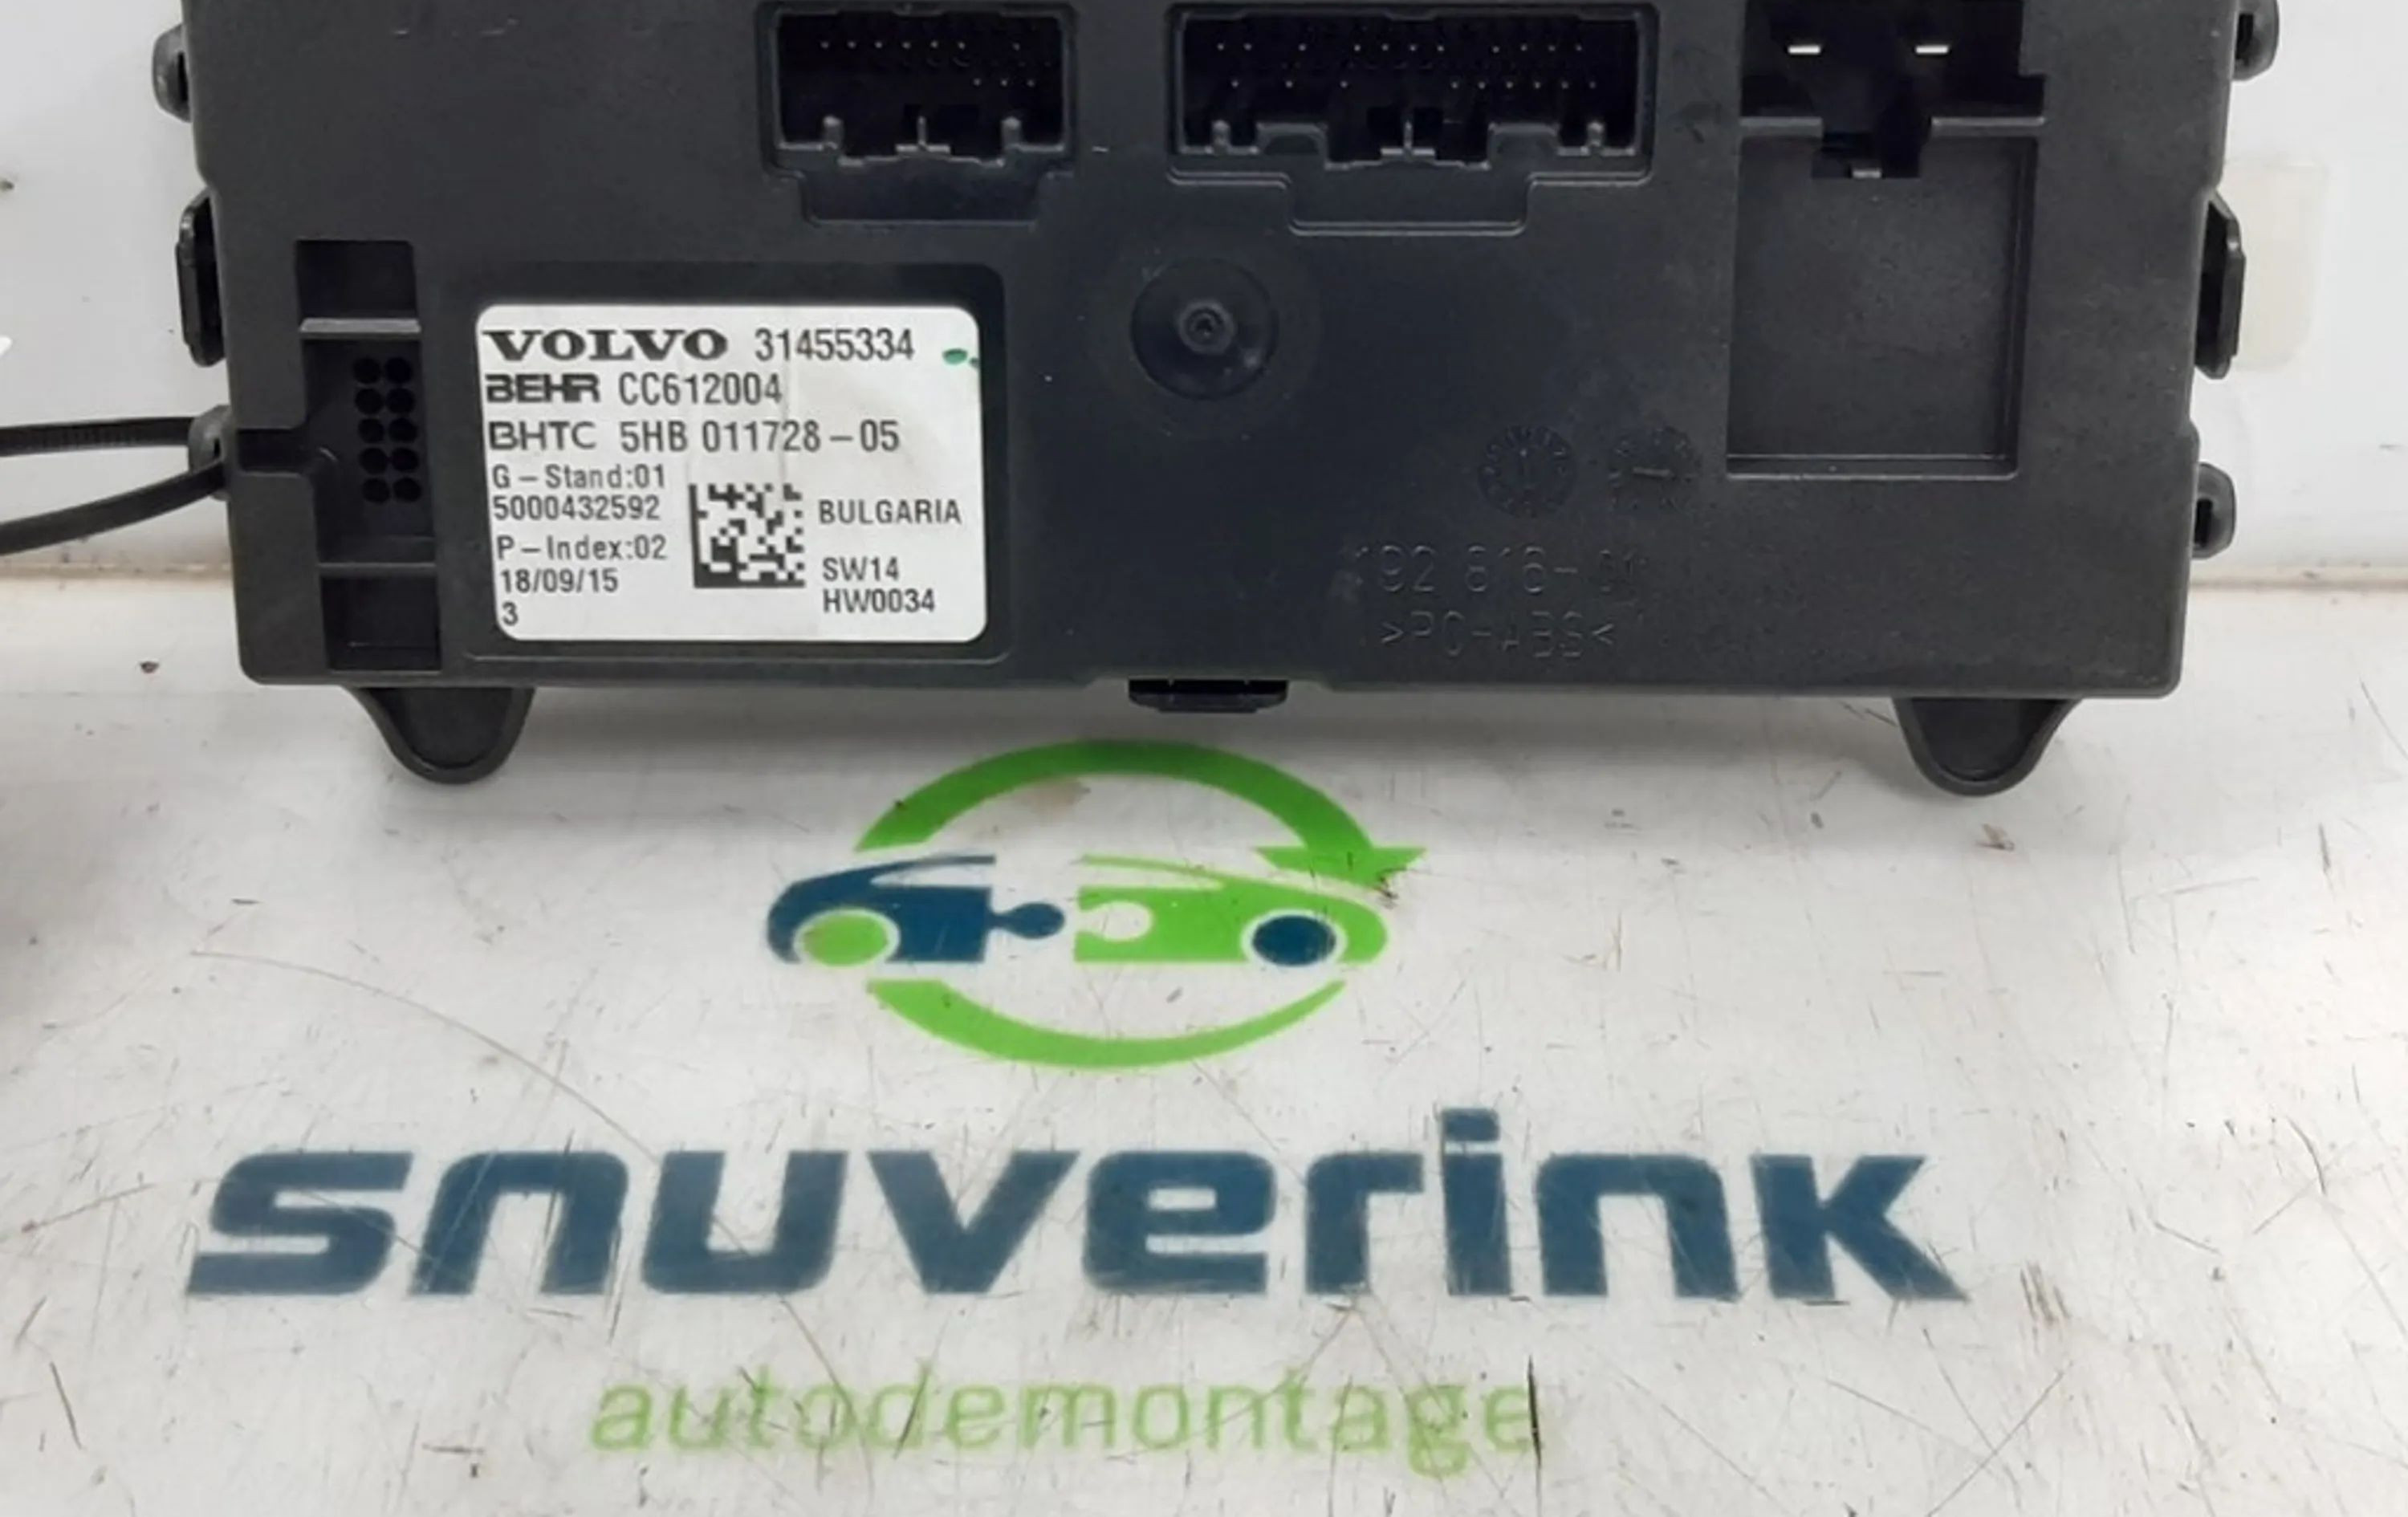 VOLVO 31455334
BEHR CC612004
BHTC 5HB 011728-05
G-Stand:01
5000432592
P-Index:02
18/09/15
3
BULGARIA
SW14
HW0034
>PC-ABS<
snuverink
autodemontage